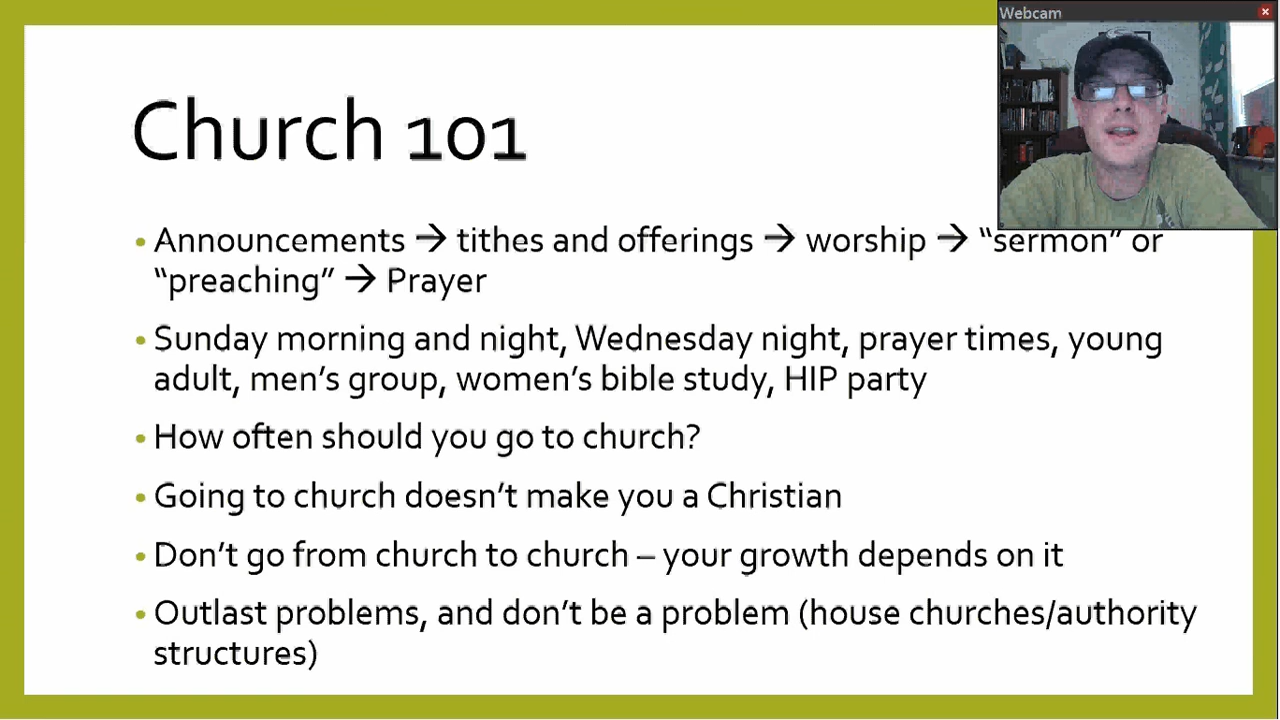 Webcam
Church 101
• Announcements → tithes and offerings → worship → “sermon” or
“preaching” → Prayer
• Sunday morning and night, Wednesday night, prayer times, young
adult, men’s group, women’s bible study, HIP party
• How often should you go to church?
• Going to church doesn’t make you a Christian
• Don’t go from church to church – your growth depends on it
• Outlast problems, and don’t be a problem (house churches/authority
structures)